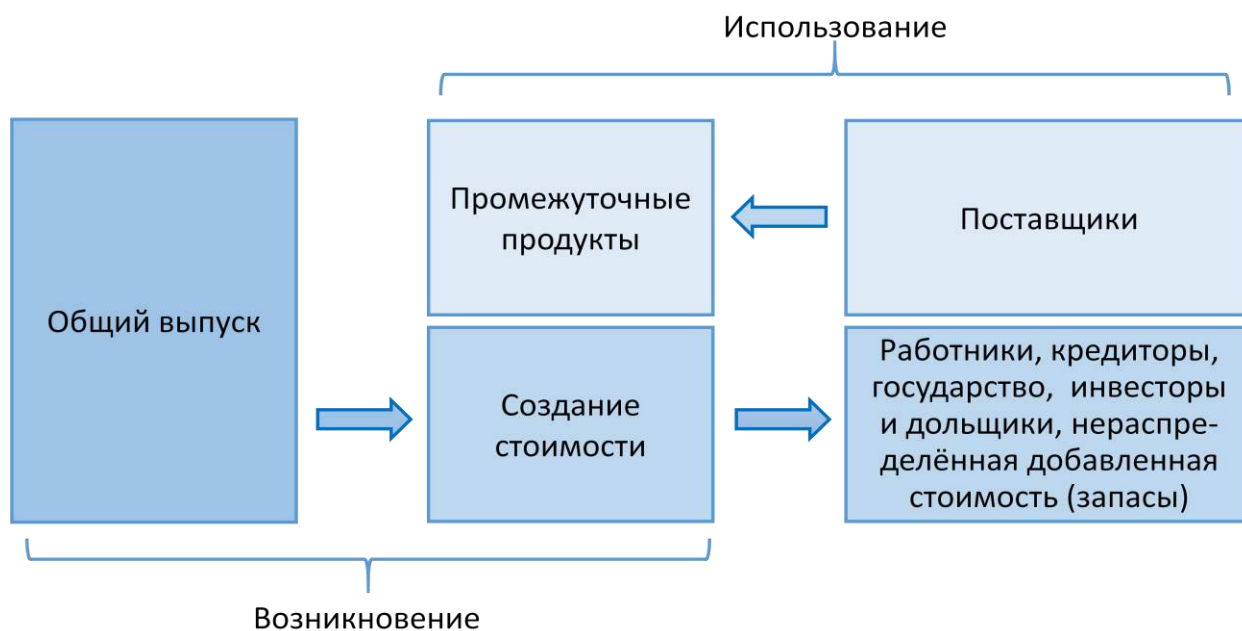 Использование
Промежуточные
продукты
Поставщики
Общий выпуск
Создание
стоимости
Работники, кредиторы,
государство, инвесторы
и дольщики, нераспре-
делённая добавленная
стоимость (запасы)
Возникновение